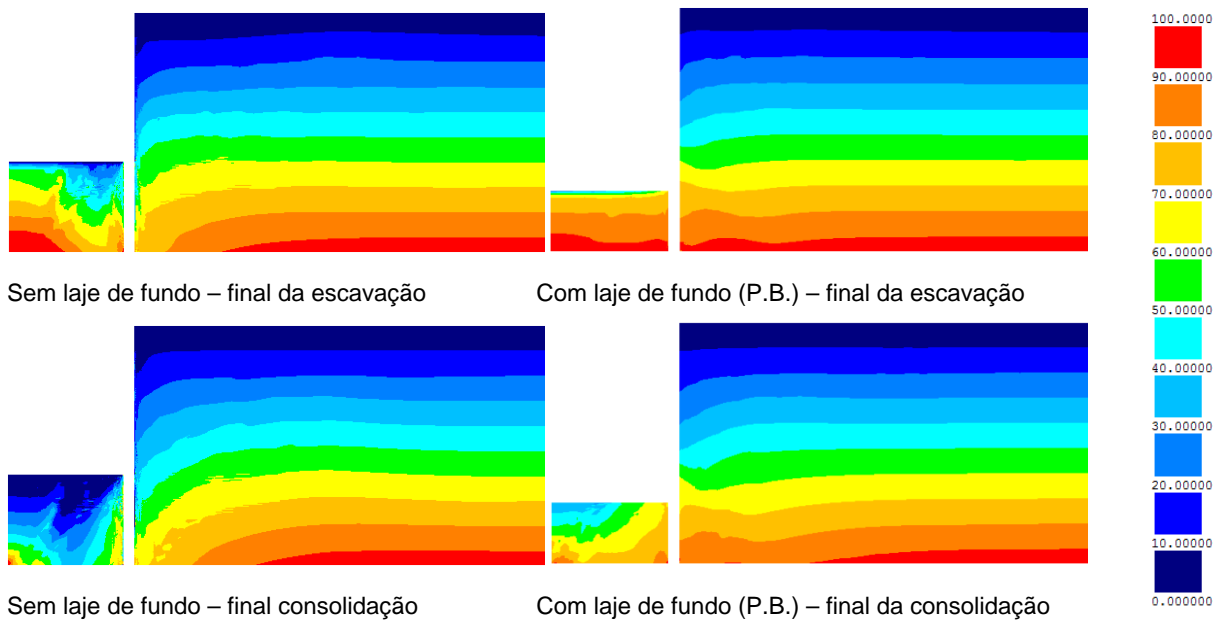 100.0000
90.00000
80.00000
70.00000
60.00000
50.00000
40.00000
30.00000
20.00000
10.00000
0.000000
Sem laje de fundo – final da escavação
Com laje de fundo (P.B.) – final da escavação
Sem laje de fundo – final consolidação
Com laje de fundo (P.B.) – final da consolidação